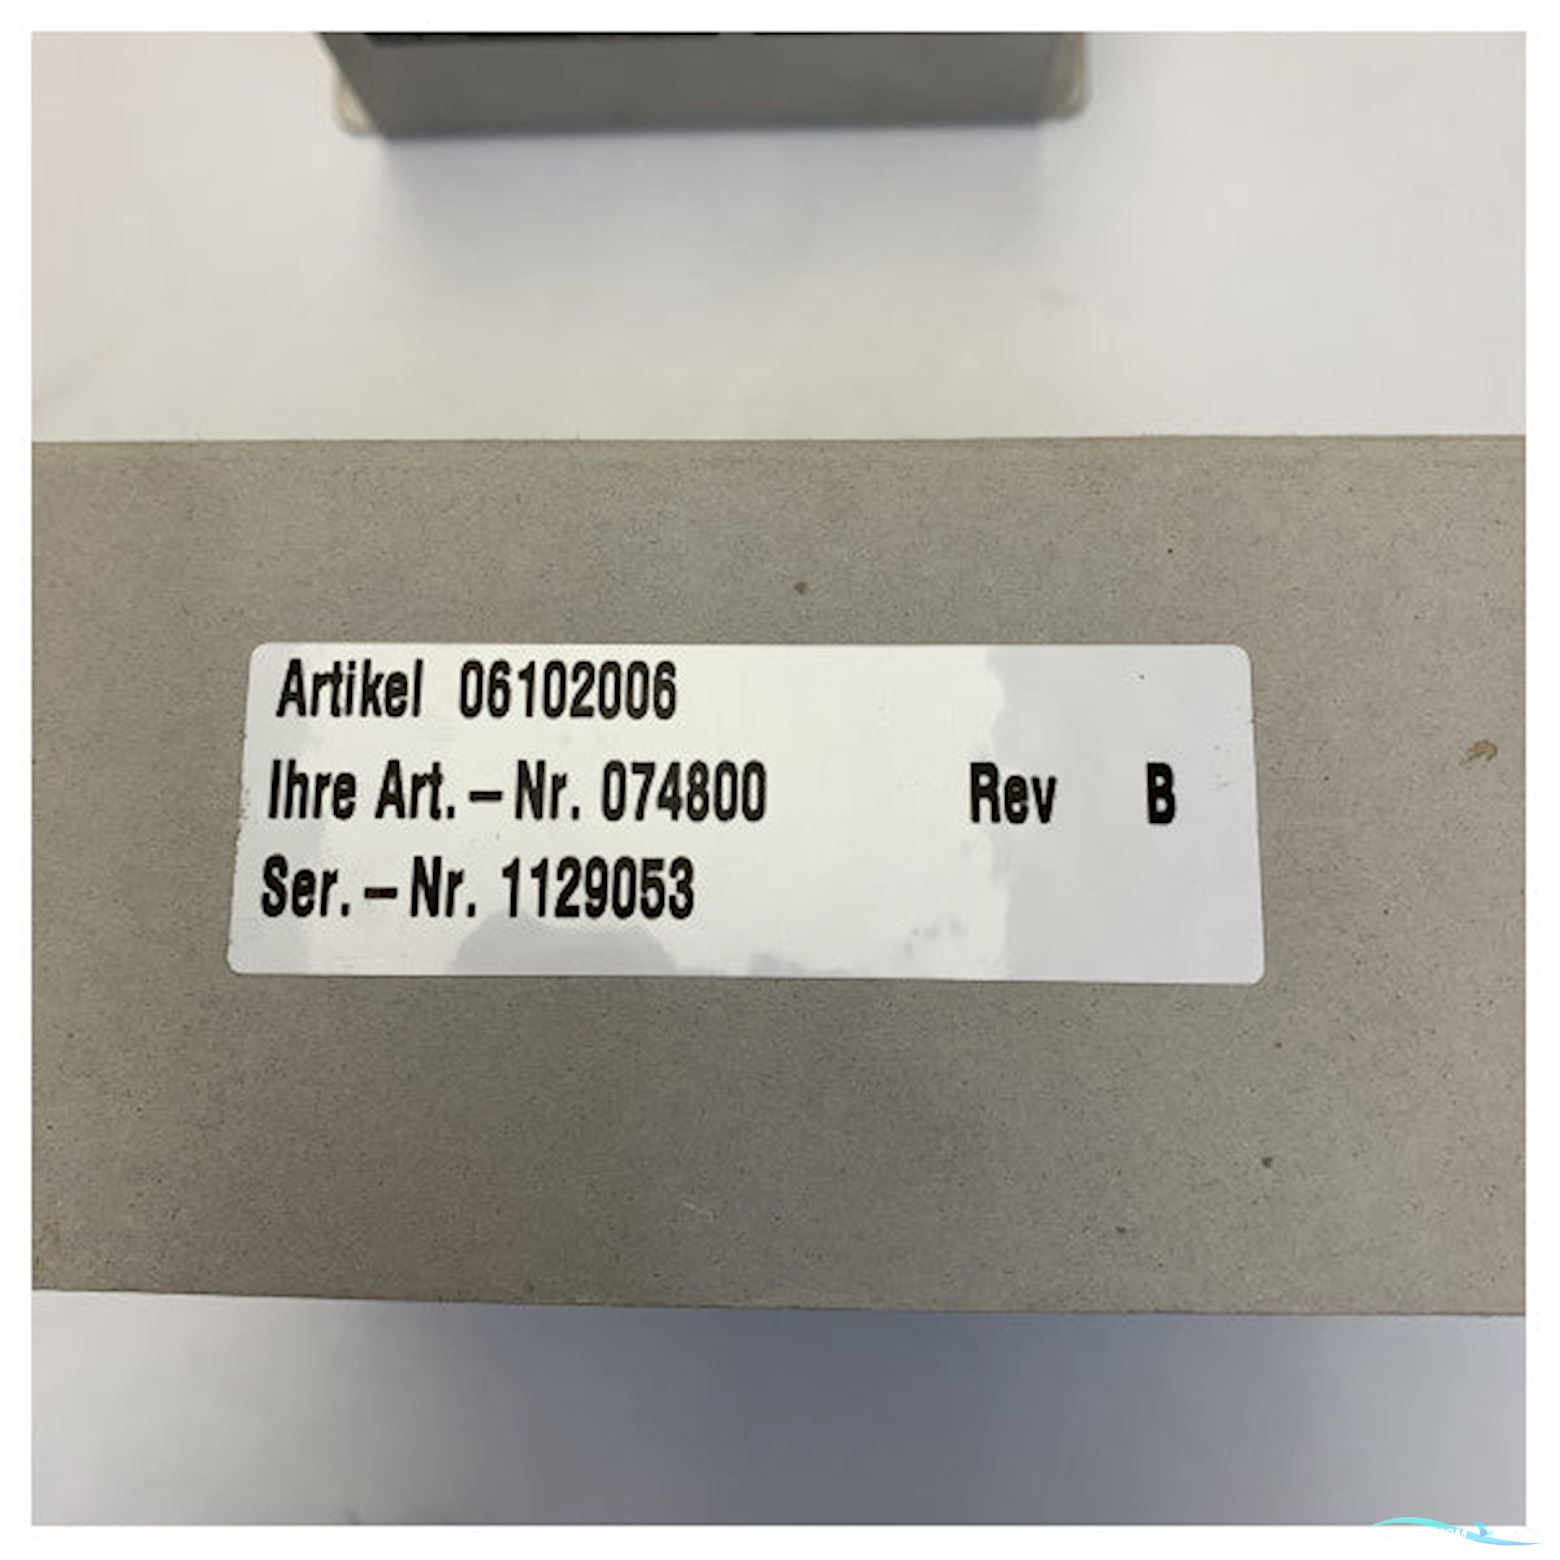 Artikel 06102006
Ihre Art.–Nr. 074800 Rev B
Ser.–Nr. 1129053